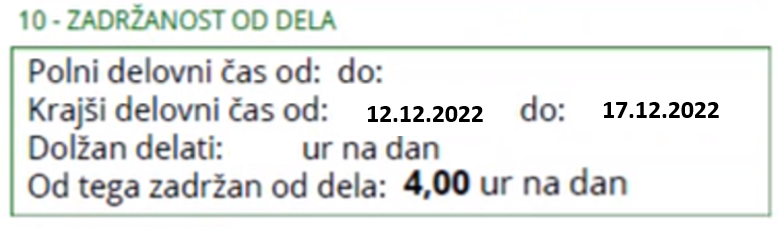 10 - ZADRŽANOST OD DELA
Polni delovni čas od: do:
Krajši delovni čas od: 12.12.2022 do: 17.12.2022
Dolžan delati: ur na dan
Od tega zadržan od dela: 4,00 ur na dan